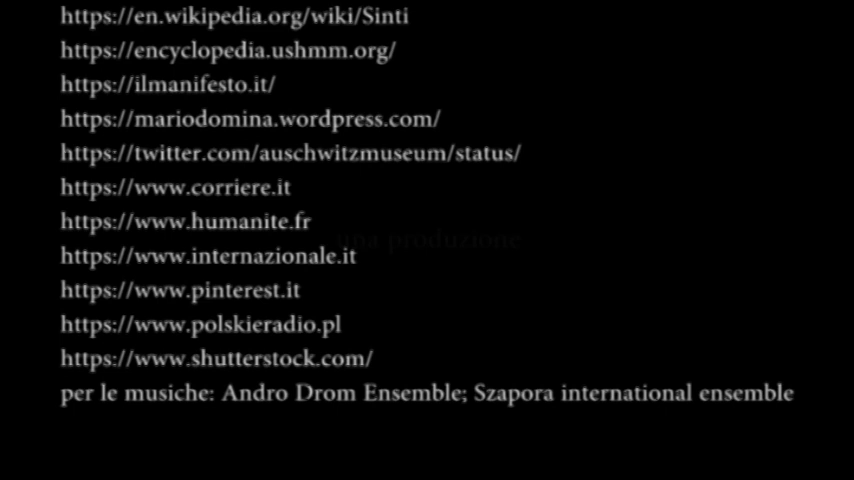 https://en.wikipedia.org/wiki/Sinti
https://encyclopedia.ushmm.org/
https://ilmanifesto.it/
https://mariodomina.wordpress.com/
https://twitter.com/auschwitzmuseum/status/
https://www.corriere.it
https://www.humanite.fr
una produzione
https://www.internazionale.it
https://www.pinterest.it
https://www.polskieradio.pl
https://www.shutterstock.com/
per le musiche: Andro Drom Ensemble; Szapora international ensemble